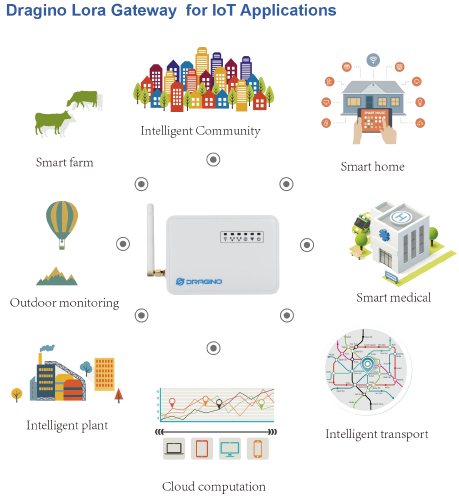 Dragino Lora Gateway for IoT Applications
Intelligent Community
Smart farm
Smart home
DRAGINO
Outdoor monitoring
Smart medical
Intelligent plant
Intelligent transport
Cloud computation